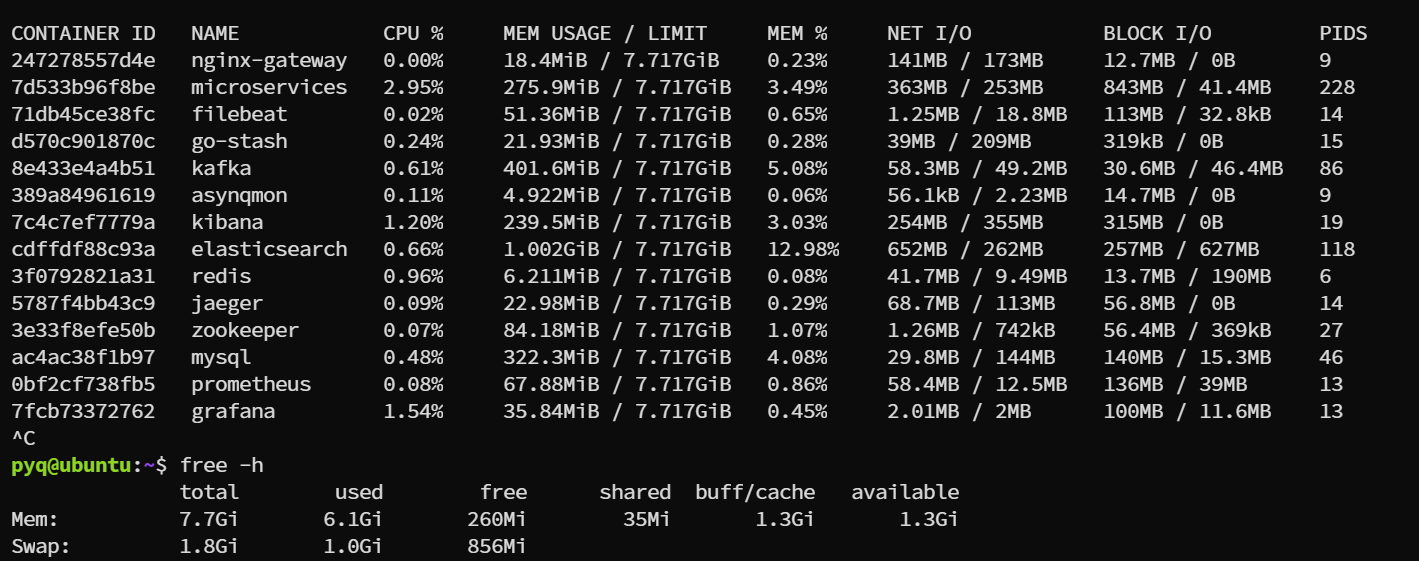 CONTAINER ID   NAME            CPU %     MEM USAGE / LIMIT     MEM %     NET I/O           BLOCK I/O         PIDS
247278557d4e   nginx-gateway   0.00%     18.4MiB / 7.717GiB    0.23%     141MB / 173MB     12.7MB / 0B       9
7d533b96f8be   microservices   2.95%     275.9MiB / 7.717GiB   3.49%     363MB / 253MB     843MB / 41.4MB    228
71db45ce38fc   filebeat        0.02%     51.36MiB / 7.717GiB   0.65%     1.25MB / 18.8MB   113MB / 32.8kB    14
d570c901870c   go-stash        0.24%     21.93MiB / 7.717GiB   0.28%     39MB / 209MB      319kB / 0B        15
8e433e4a4b51   kafka           0.61%     401.6MiB / 7.717GiB   5.08%     58.3MB / 49.2MB   30.6MB / 46.4MB   86
389a84961619   asynqmon        0.11%     4.922MiB / 7.717GiB   0.06%     56.1kB / 2.23MB   14.7MB / 0B       9
7c4c7ef7779a   kibana          1.20%     239.5MiB / 7.717GiB   3.03%     254MB / 355MB     315MB / 0B        19
cdffdf88c93a   elasticsearch   0.66%     1.002GiB / 7.717GiB   12.98%    652MB / 262MB     257MB / 627MB     118
3f0792821a31   redis           0.96%     6.211MiB / 7.717GiB   0.08%     41.7MB / 9.49MB   13.7MB / 190MB    6
5787f4bb43c9   jaeger          0.09%     22.98MiB / 7.717GiB   0.29%     68.7MB / 113MB    56.8MB / 0B       14
3e33f8efe50b   zookeeper       0.07%     84.18MiB / 7.717GiB   1.07%     1.26MB / 742kB    56.4MB / 369kB    27
ac4ac38f1b97   mysql           0.48%     322.3MiB / 7.717GiB   4.08%     29.8MB / 144MB    140MB / 15.3MB    46
0bf2cf738fb5   prometheus      0.08%     67.88MiB / 7.717GiB   0.86%     58.4MB / 12.5MB   136MB / 39MB      13
7fcb73372762   grafana         1.54%     35.84MiB / 7.717GiB   0.45%     2.01MB / 2MB      100MB / 11.6MB    13
^C
pyq@ubuntu:~$ free -h
              total        used        free      shared  buff/cache   available
Mem:          7.7Gi       6.1Gi       260Mi        35Mi       1.3Gi       1.3Gi
Swap:         1.8Gi       1.0Gi       856Mi